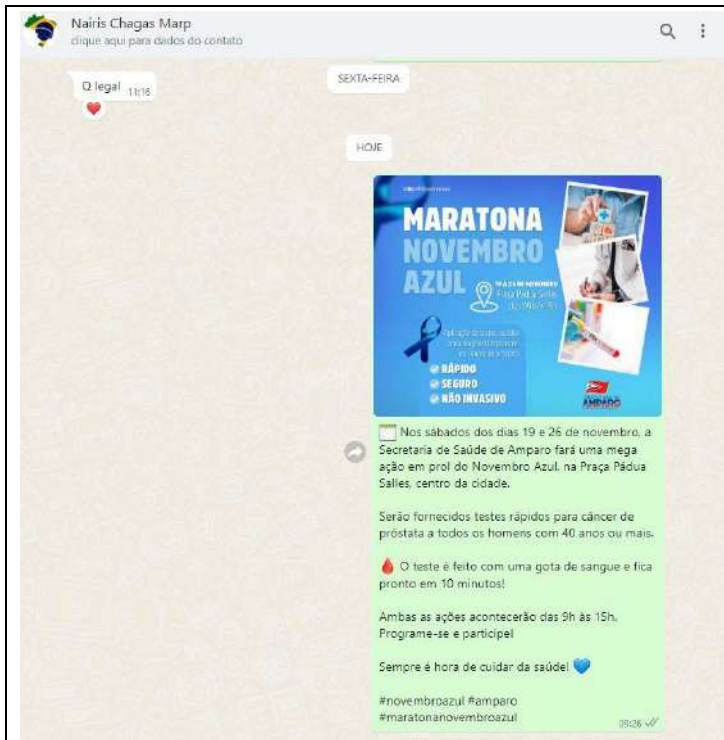 Nairis Chagas Marp
clique aqui para dados do contato
SEXTA-FEIRA
Q legal 11:16
HOJE
MARATONA
NOVEMBRO
AZUL
Praça Pádua Salles
RÁPIDO
SEGURO
NÃO INVASIVO
AMPARO
Nos sábados dos dias 19 e 26 de novembro, a
Secretaria de Saúde de Amparo fará uma mega
ação em prol do Novembro Azul, na Praça Pádua
Salles, centro da cidade.
Serão fornecidos testes rápidos para câncer de
próstata a todos os homens com 40 anos ou mais.
O teste é feito com uma gota de sangue e fica
pronto em 10 minutos!
Ambas as ações acontecerão das 9h às 15h.
Programe-se e participe!
Sempre é hora de cuidar da saúde!
#novembroazul #amparo
#maratonanovembroazul
09:26